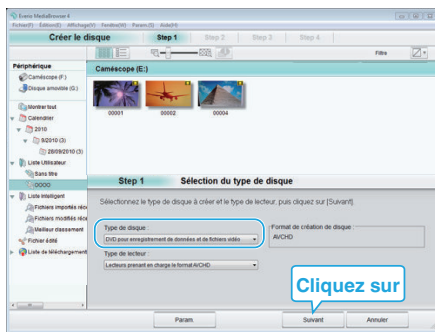 Everio MediaBrowser 4
Fichier(F) Édition(E) Affichage(V) Fenêtre(W) Param(S) Aide(H)
Créer le disque Step 1 Step 2 Step 3 Step 4
Filtre
Périphérique
Caméscope (F:)
Disque amovible (G:)
Montrer tout
Calendrier
2010
9/2010 (3)
28/09/2010 (3)
Liste Utilisateur
Sans titre
Liste Intelligent
Fichiers importés réce
Fichiers modifiés réce
Meilleur classement
Fichier édité
Liste de téléchargement
Caméscope (E:)
00001 00002 00004
Step 1 Sélection du type de disque
Sélectionnez le type de disque à créer et le type de lecteur, puis cliquez sur [Suivant].
Type de disque :
DVD pour enregistrement de données et de fichiers vidéo
Format de création de disque :
AVCHD
Type de lecteur :
Lecteurs prenant en charge le format AVCHD
Cliquez sur
Param. Suivant Annuler